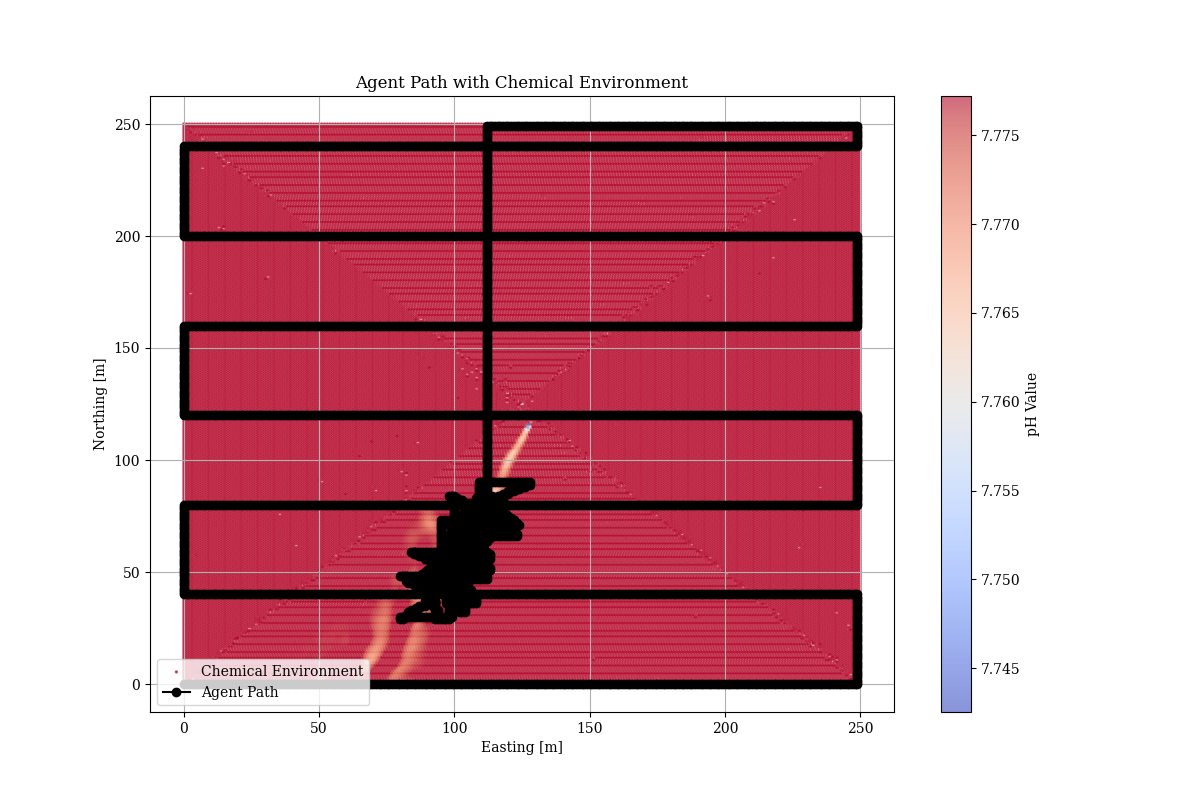 Agent Path with Chemical Environment
Northing [m]
250
200
150
100
50
0
0 50 100 150 200 250
Easting [m]
Chemical Environment
Agent Path
7.775
7.770
7.765
7.760
7.755
7.750
7.745
pH Value